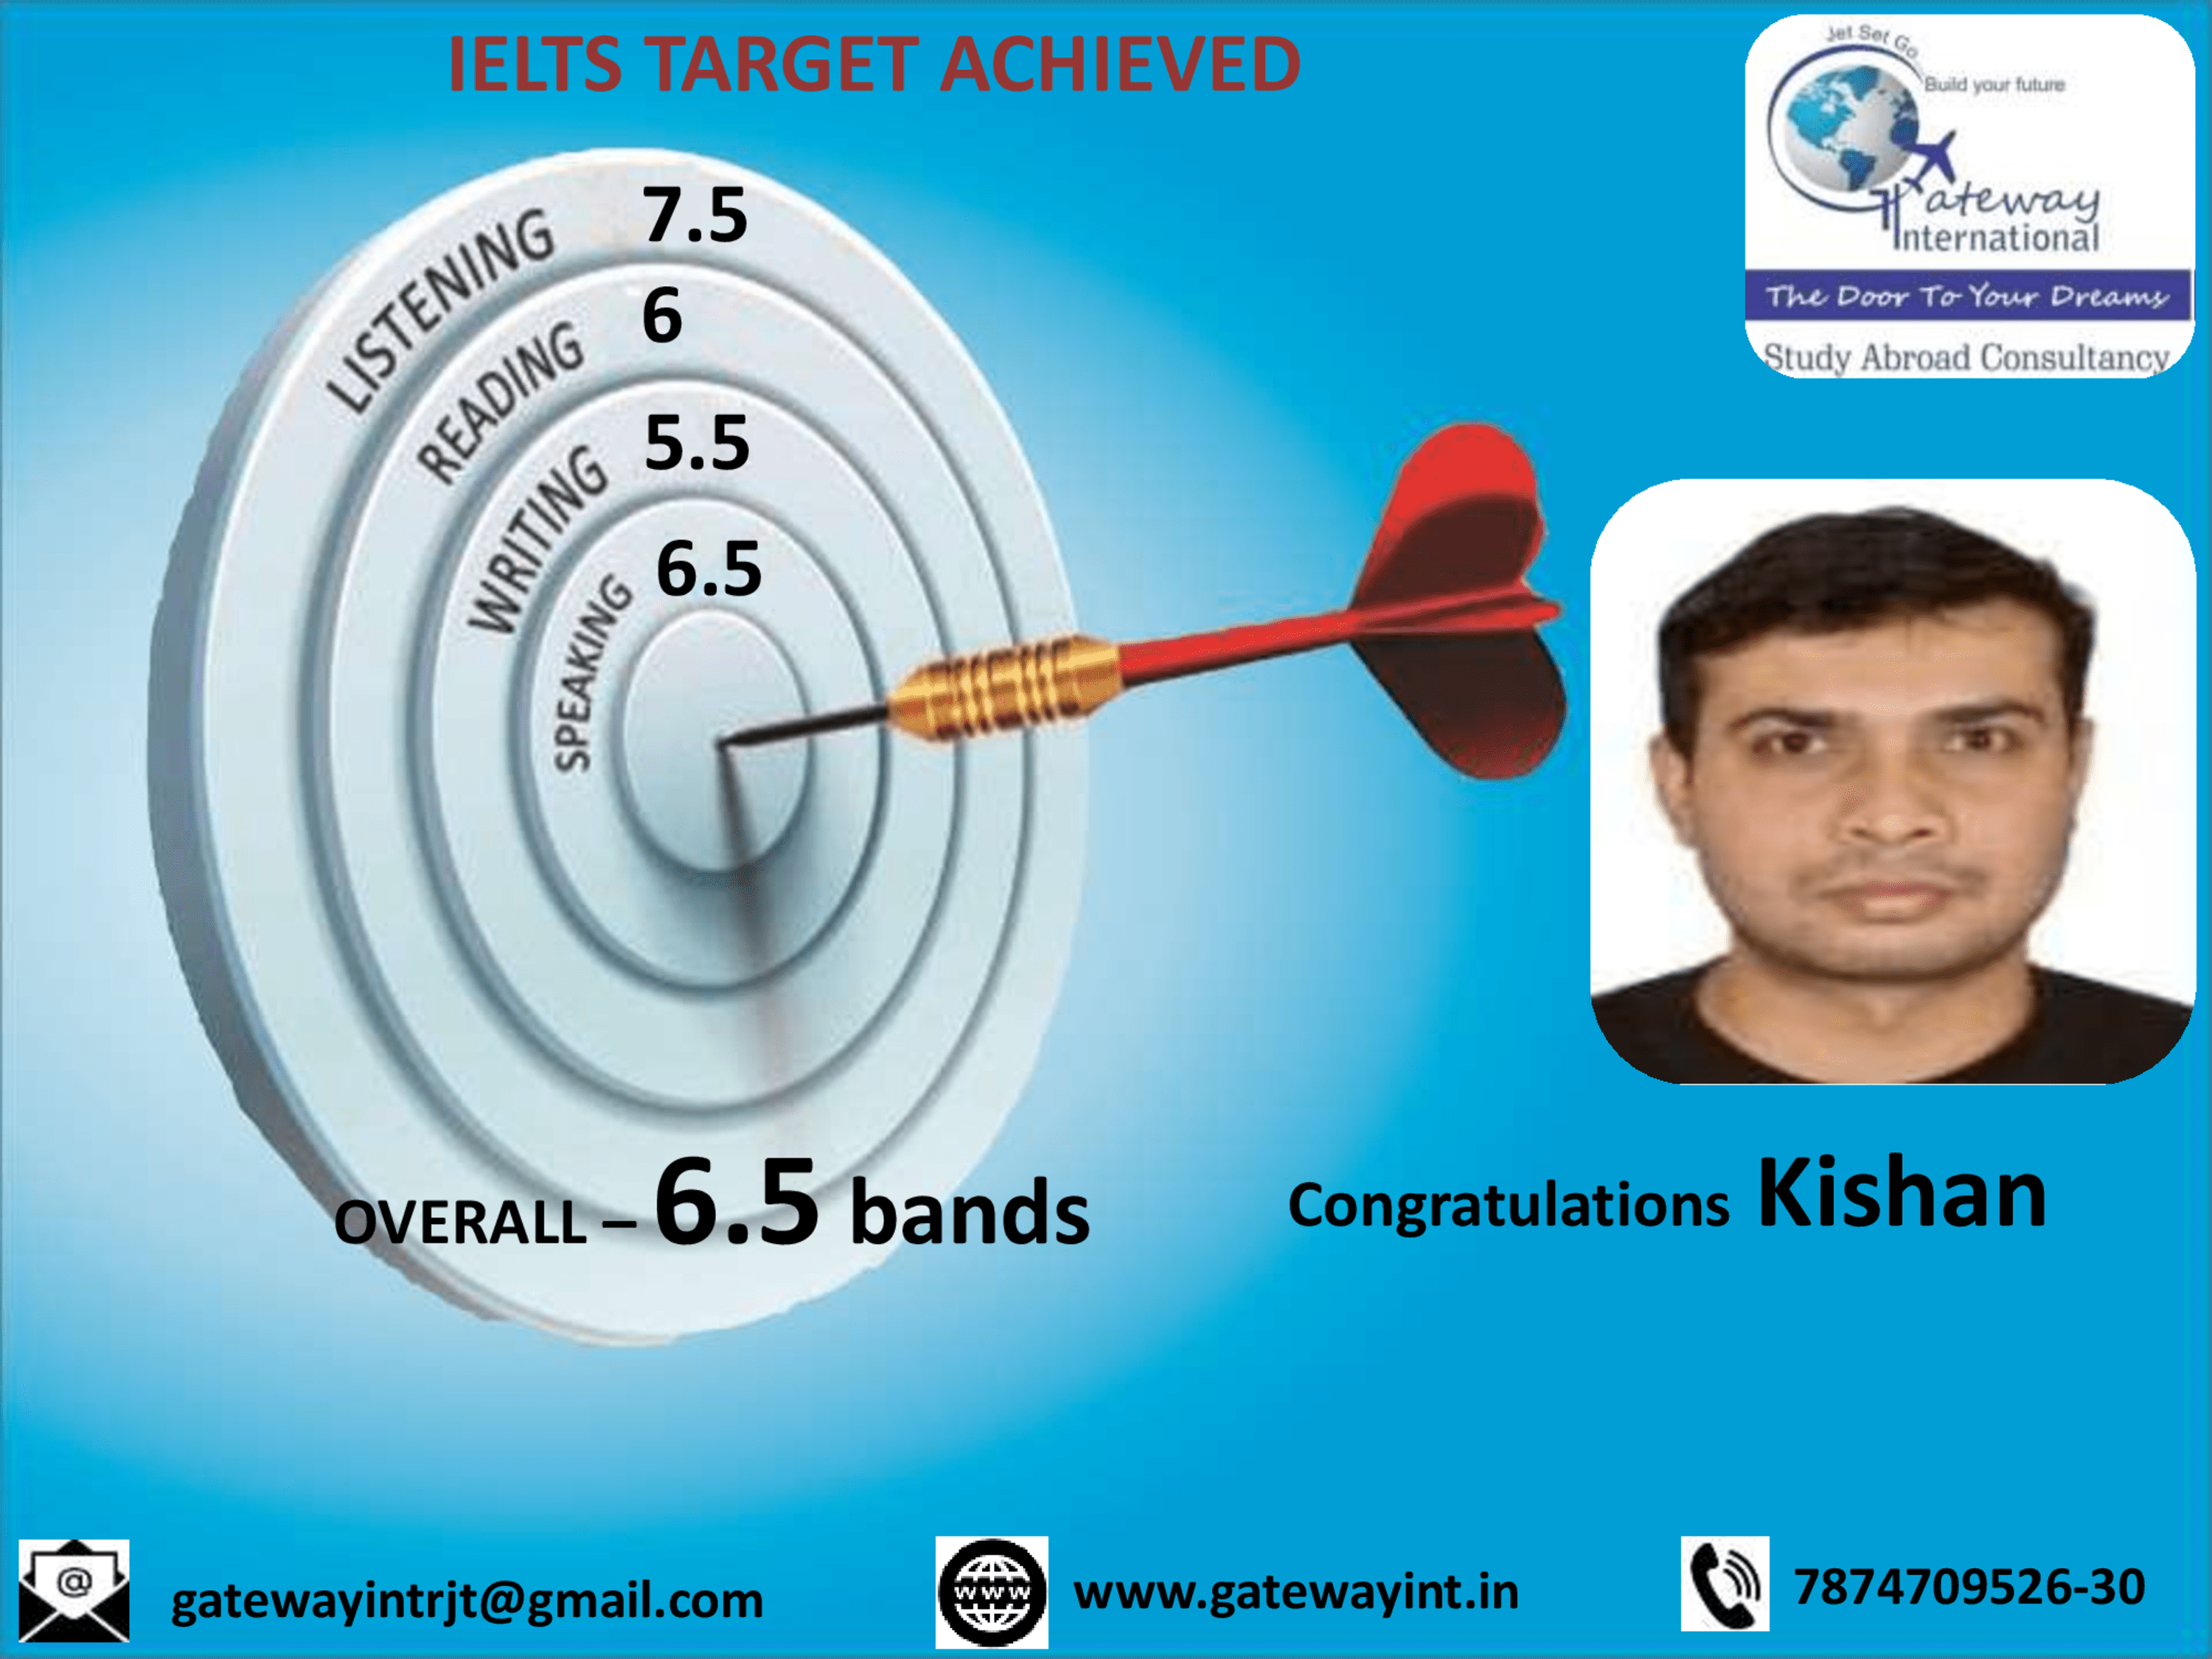 IELTS TARGET ACHIEVED
Jet Set Go
Build your future
Gateway
International
The Door To Your Dreams
Study Abroad Consultancy
LISTENING 7.5
READING 6
WRITING 5.5
SPEAKING 6.5
OVERALL – 6.5 bands
Congratulations Kishan
@ gatewayintrjt@gmail.com
www www.gatewayint.in
7874709526-30